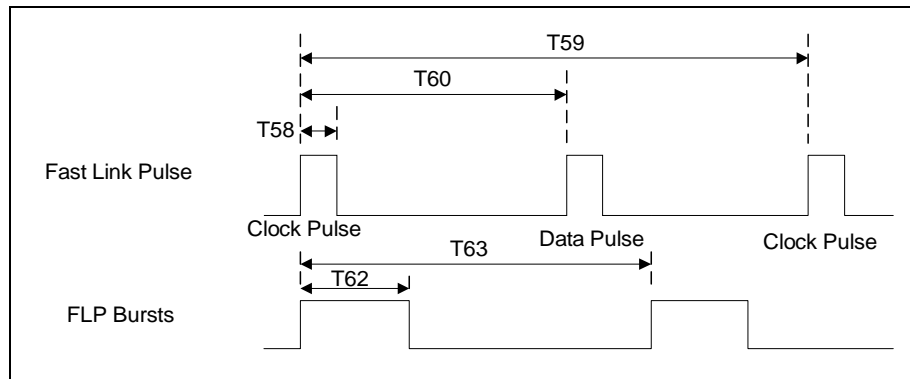 T59
T60
T58
Fast Link Pulse
Clock Pulse
Data Pulse
Clock Pulse
T63
T62
FLP Bursts